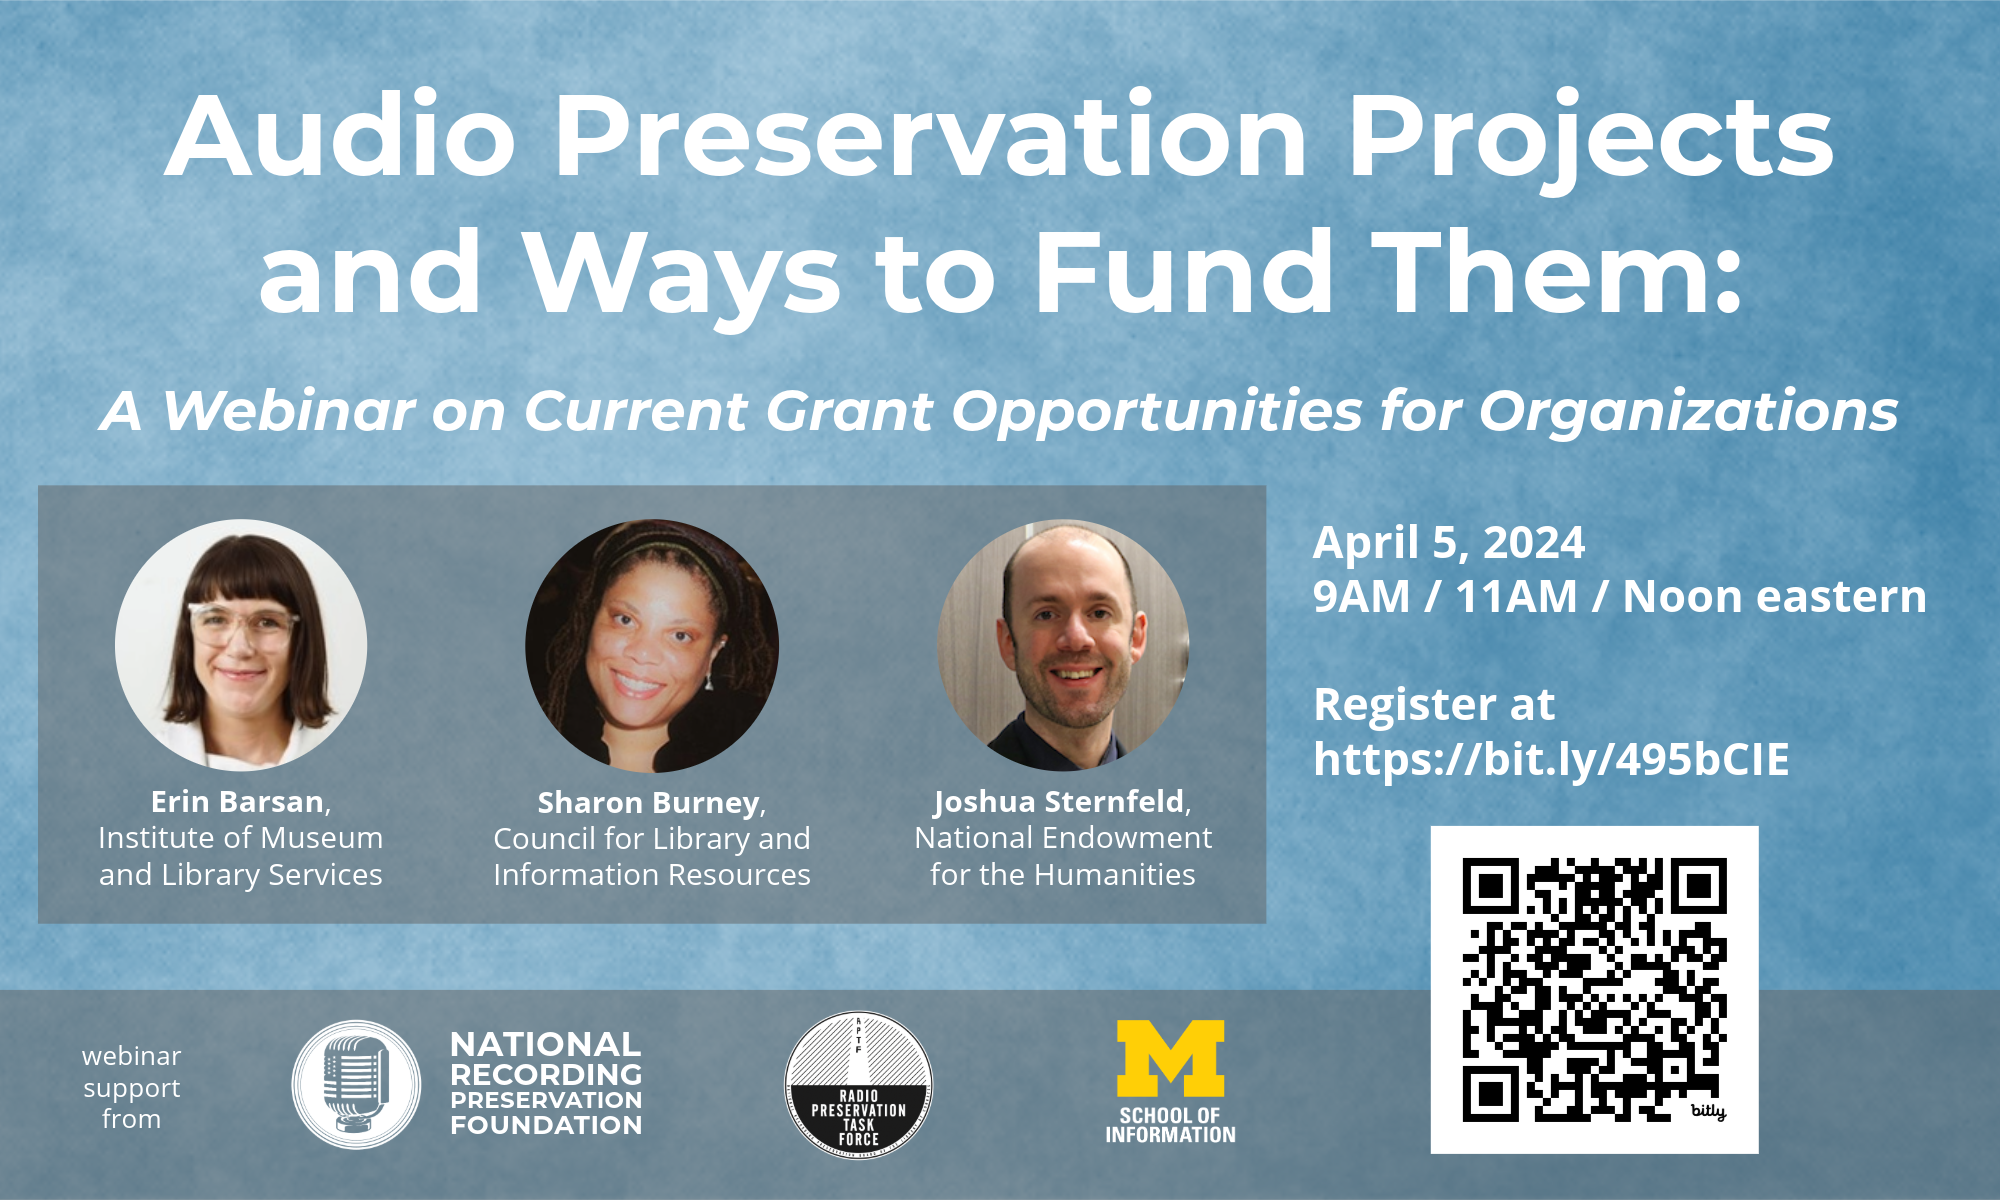 Audio Preservation Projects
and Ways to Fund Them:
A Webinar on Current Grant Opportunities for Organizations
Erin Barsan,
Institute of Museum
and Library Services
Sharon Burney,
Council for Library and
Information Resources
Joshua Sternfeld,
National Endowment
for the Humanities
April 5, 2024
9AM / 11AM / Noon eastern
Register at
https://bit.ly/495bCIE
bitly
webinar
support
from
NATIONAL
RECORDING
PRESERVATION
FOUNDATION
RPTF
RADIO
PRESERVATION
TASK
FORCE
M
SCHOOL OF
INFORMATION